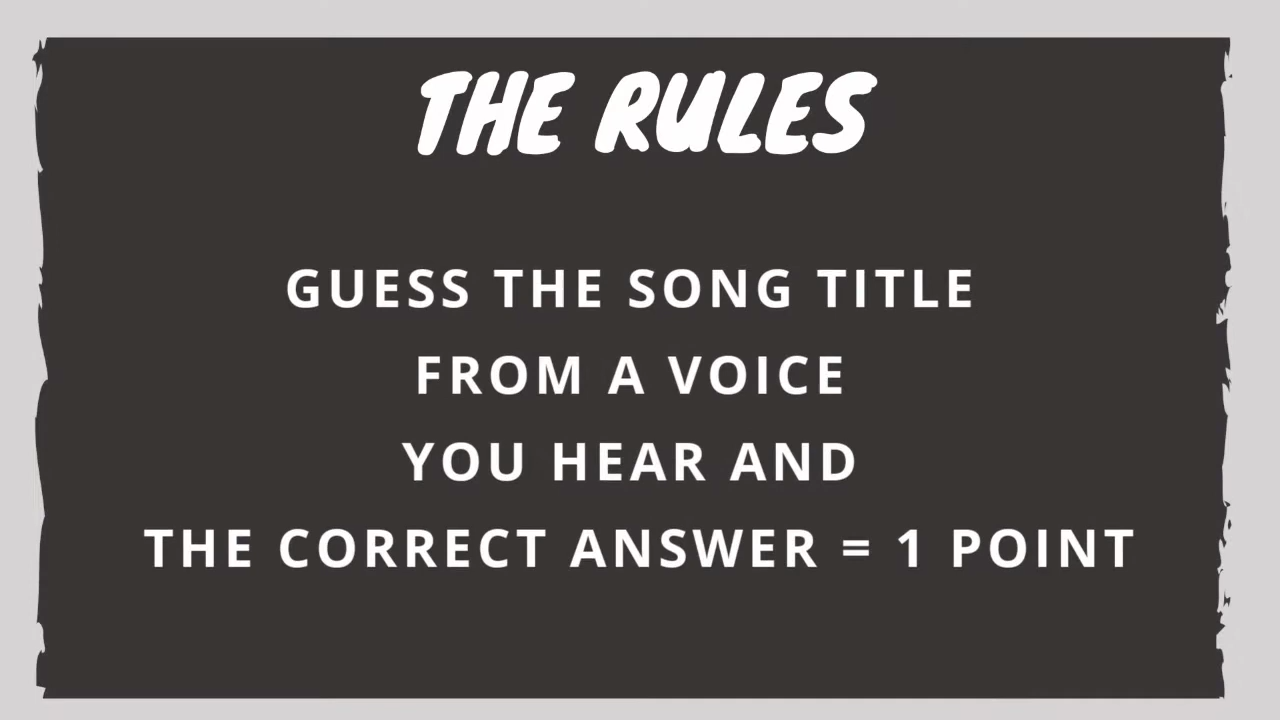 THE RULES
GUESS THE SONG TITLE
FROM A VOICE
YOU HEAR AND
THE CORRECT ANSWER = 1 POINT